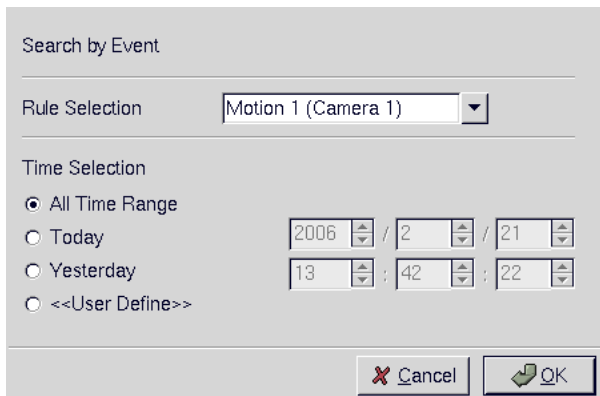 Search by Event
Rule Selection Motion 1 (Camera 1)
Time Selection
All Time Range
Today 2006 / 2 / 21
Yesterday 13 : 42 : 22
<<User Define>>
Cancel OK